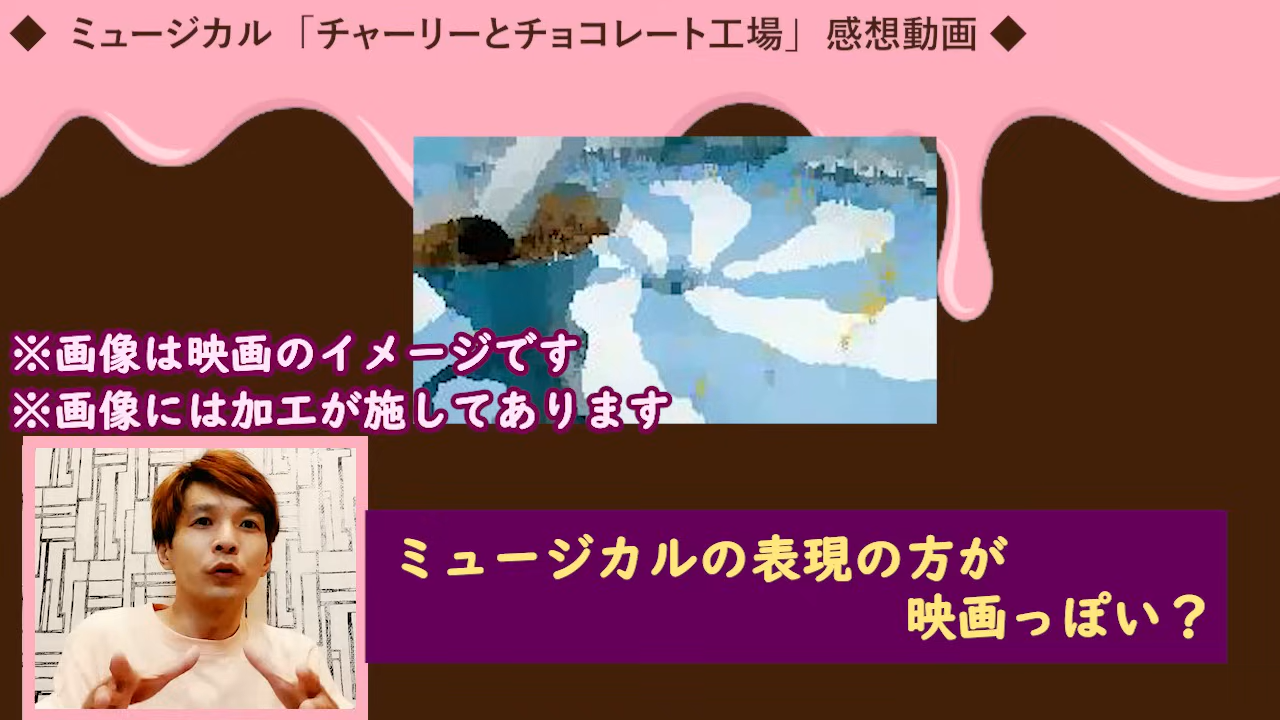 ◆ ミュージカル「チャーリーとチョコレート工場」感想動画 ◆
※画像は映画のイメージです
※画像には加工が施してあります
ミュージカルの表現の方が
映画っぽい？